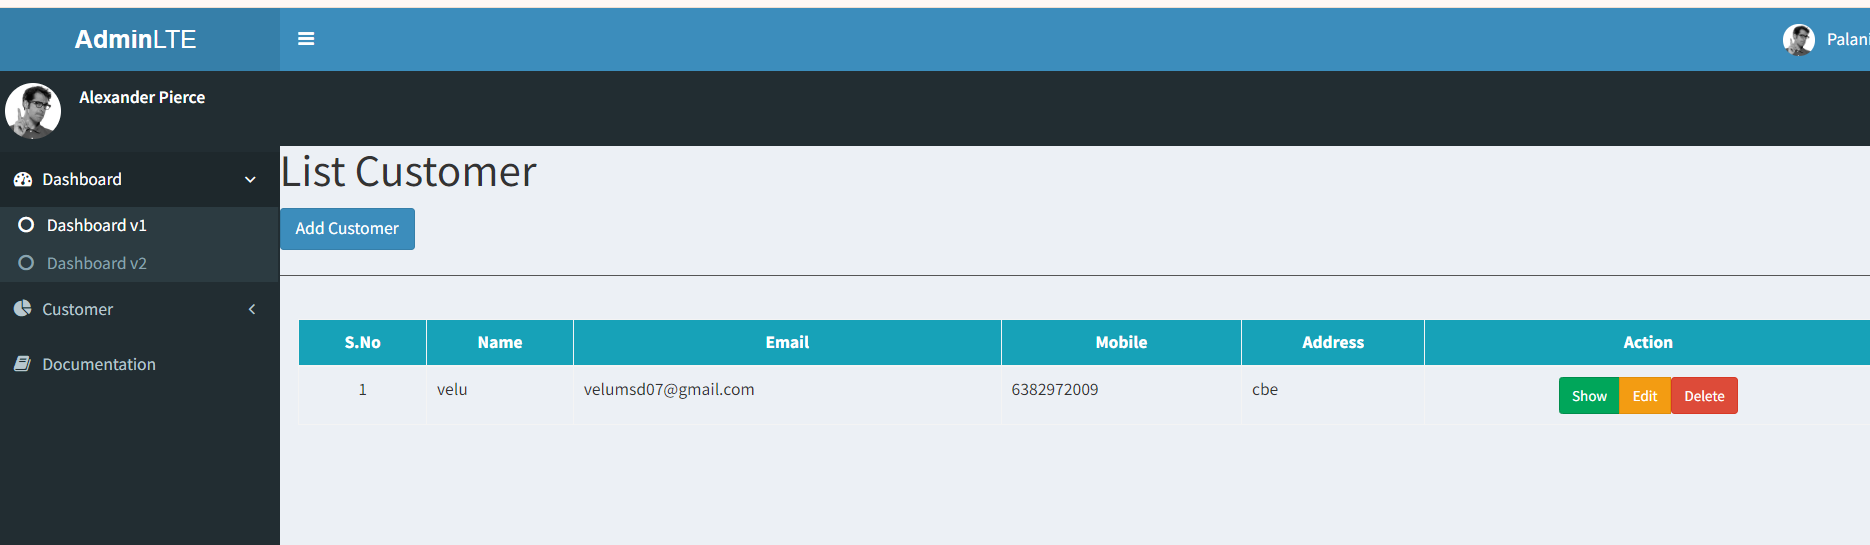 AdminLTE
Palani
Alexander Pierce
Dashboard
Dashboard v1
Dashboard v2
Customer
Documentation
List Customer
Add Customer
S.No Name Email Mobile Address Action
1 velu velumsd07@gmail.com 6382972009 cbe Show Edit Delete